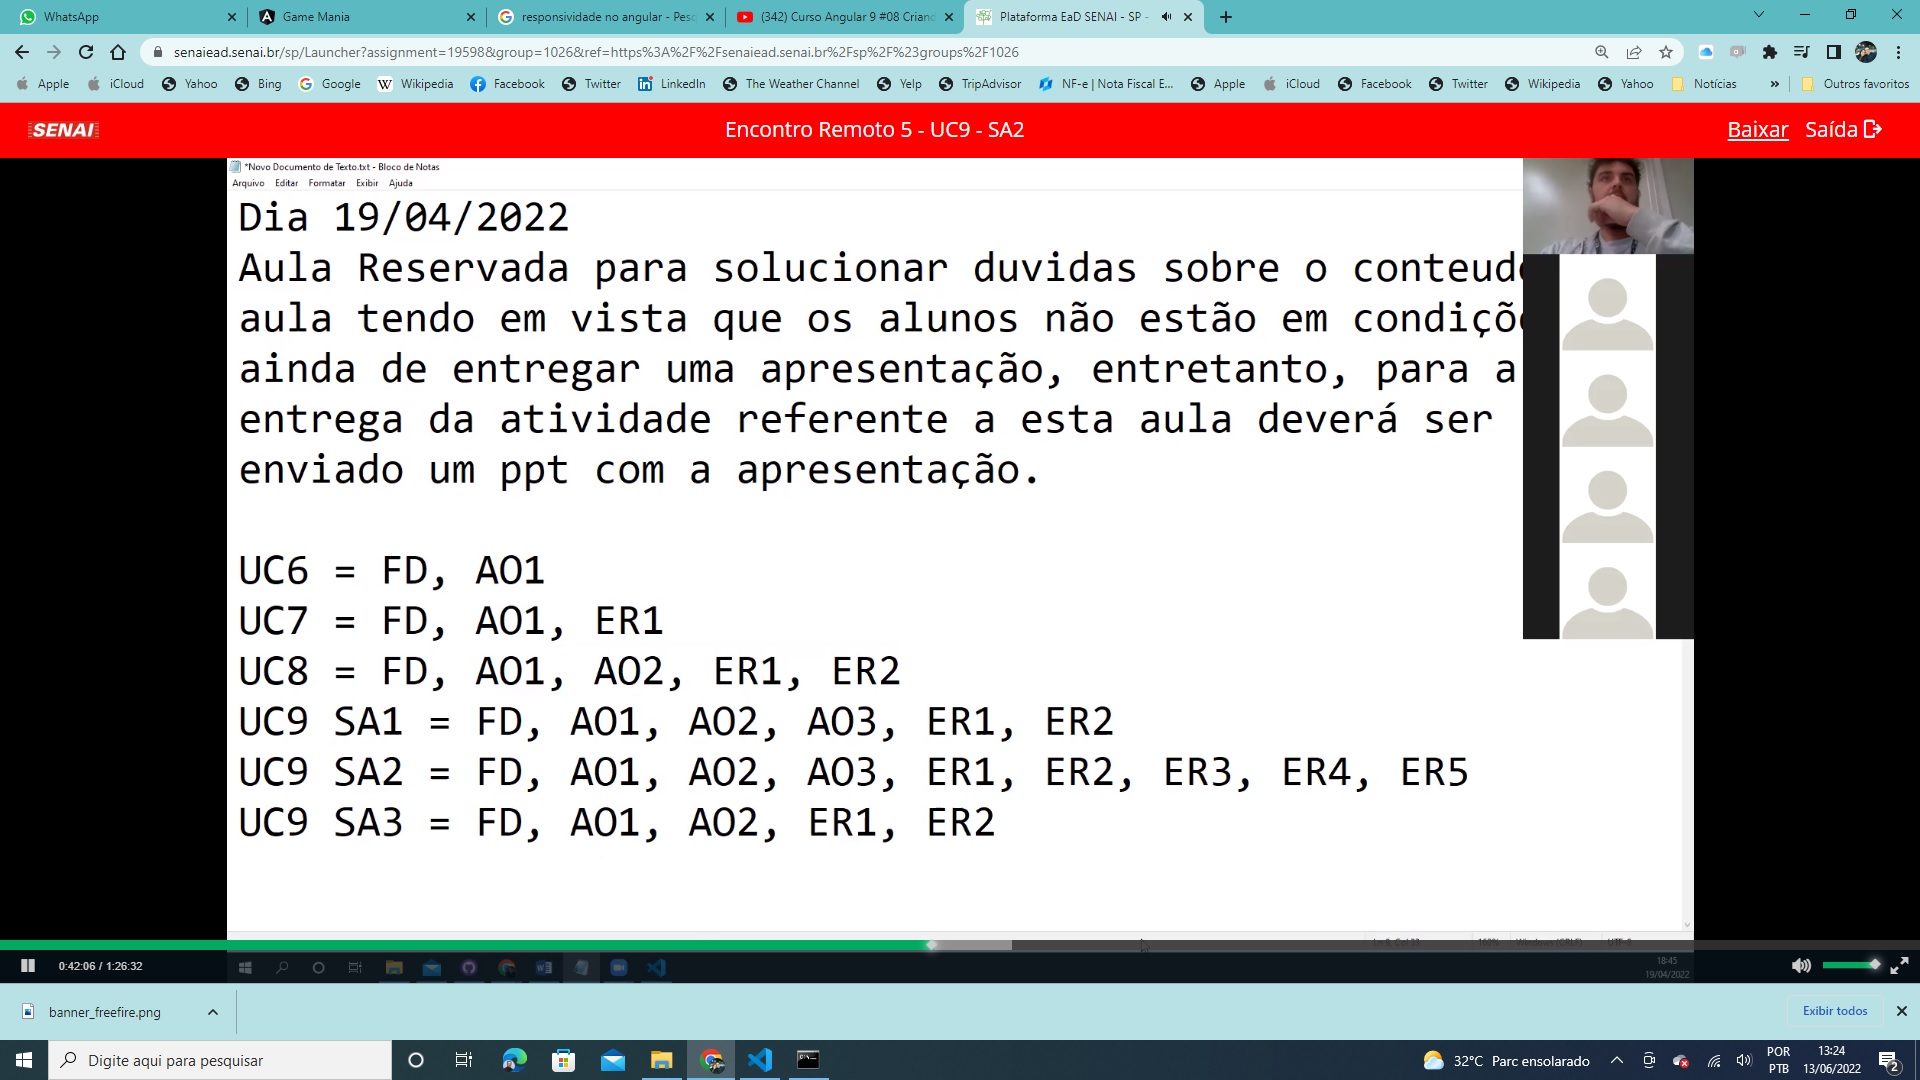 WhatsApp
Game Mania
responsividade no angular - Pesq
(342) Curso Angular 9 #08 Criand
Plataforma EaD SENAI - SP -
senaiead.senai.br/sp/Launcher?assignment=19598&group=1026&ref=https%3A%2F%2Fsenaiead.senai.br%2Fsp%2F%23groups%2F1026
Apple iCloud Yahoo Bing Google Wikipedia Facebook Twitter LinkedIn The Weather Channel Yelp TripAdvisor NF-e | Nota Fiscal E... Apple iCloud Facebook Twitter Wikipedia Yahoo Notícias » Outros favoritos
SENAI
Encontro Remoto 5 - UC9 - SA2
Baixar Saída
*Novo Documento de Texto.txt - Bloco de Notas
Arquivo Editar Formatar Exibir Ajuda
Dia 19/04/2022
Aula Reservada para solucionar duvidas sobre o conteud
aula tendo em vista que os alunos não estão em condiçõ
ainda de entregar uma apresentação, entretanto, para a
entrega da atividade referente a esta aula deverá ser
enviado um ppt com a apresentação.
UC6 = FD, AO1
UC7 = FD, AO1, ER1
UC8 = FD, AO1, AO2, ER1, ER2
UC9 SA1 = FD, AO1, AO2, AO3, ER1, ER2
UC9 SA2 = FD, AO1, AO2, AO3, ER1, ER2, ER3, ER4, ER5
UC9 SA3 = FD, AO1, AO2, ER1, ER2
160% Windows (CRLF) UTF-8
0:42:06 / 1:26:32
18:45
19/04/2022
banner_freefire.png
Exibir todos
Digite aqui para pesquisar
32°C Parc ensolarado
POR
PTB
13:24
13/06/2022
2